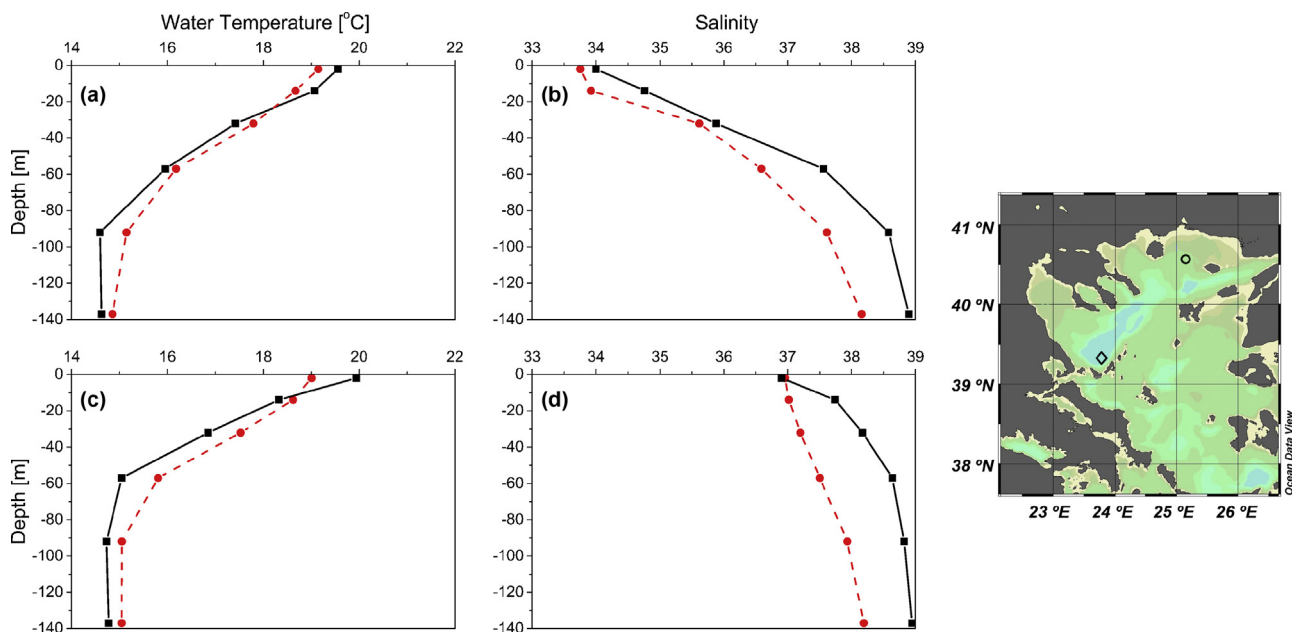 Water Temperature [°C]
Salinity
14 16 18 20 22
33 34 35 36 37 38 39
0
-20
-40
-60
-80
-100
-120
-140
Depth [m]
(a)
(b)
14 16 18 20 22
33 34 35 36 37 38 39
0
-20
-40
-60
-80
-100
-120
-140
Depth [m]
(c)
(d)
41 °N
40 °N
39 °N
38 °N
23 °E 24 °E 25 °E 26 °E
Ocean Data View